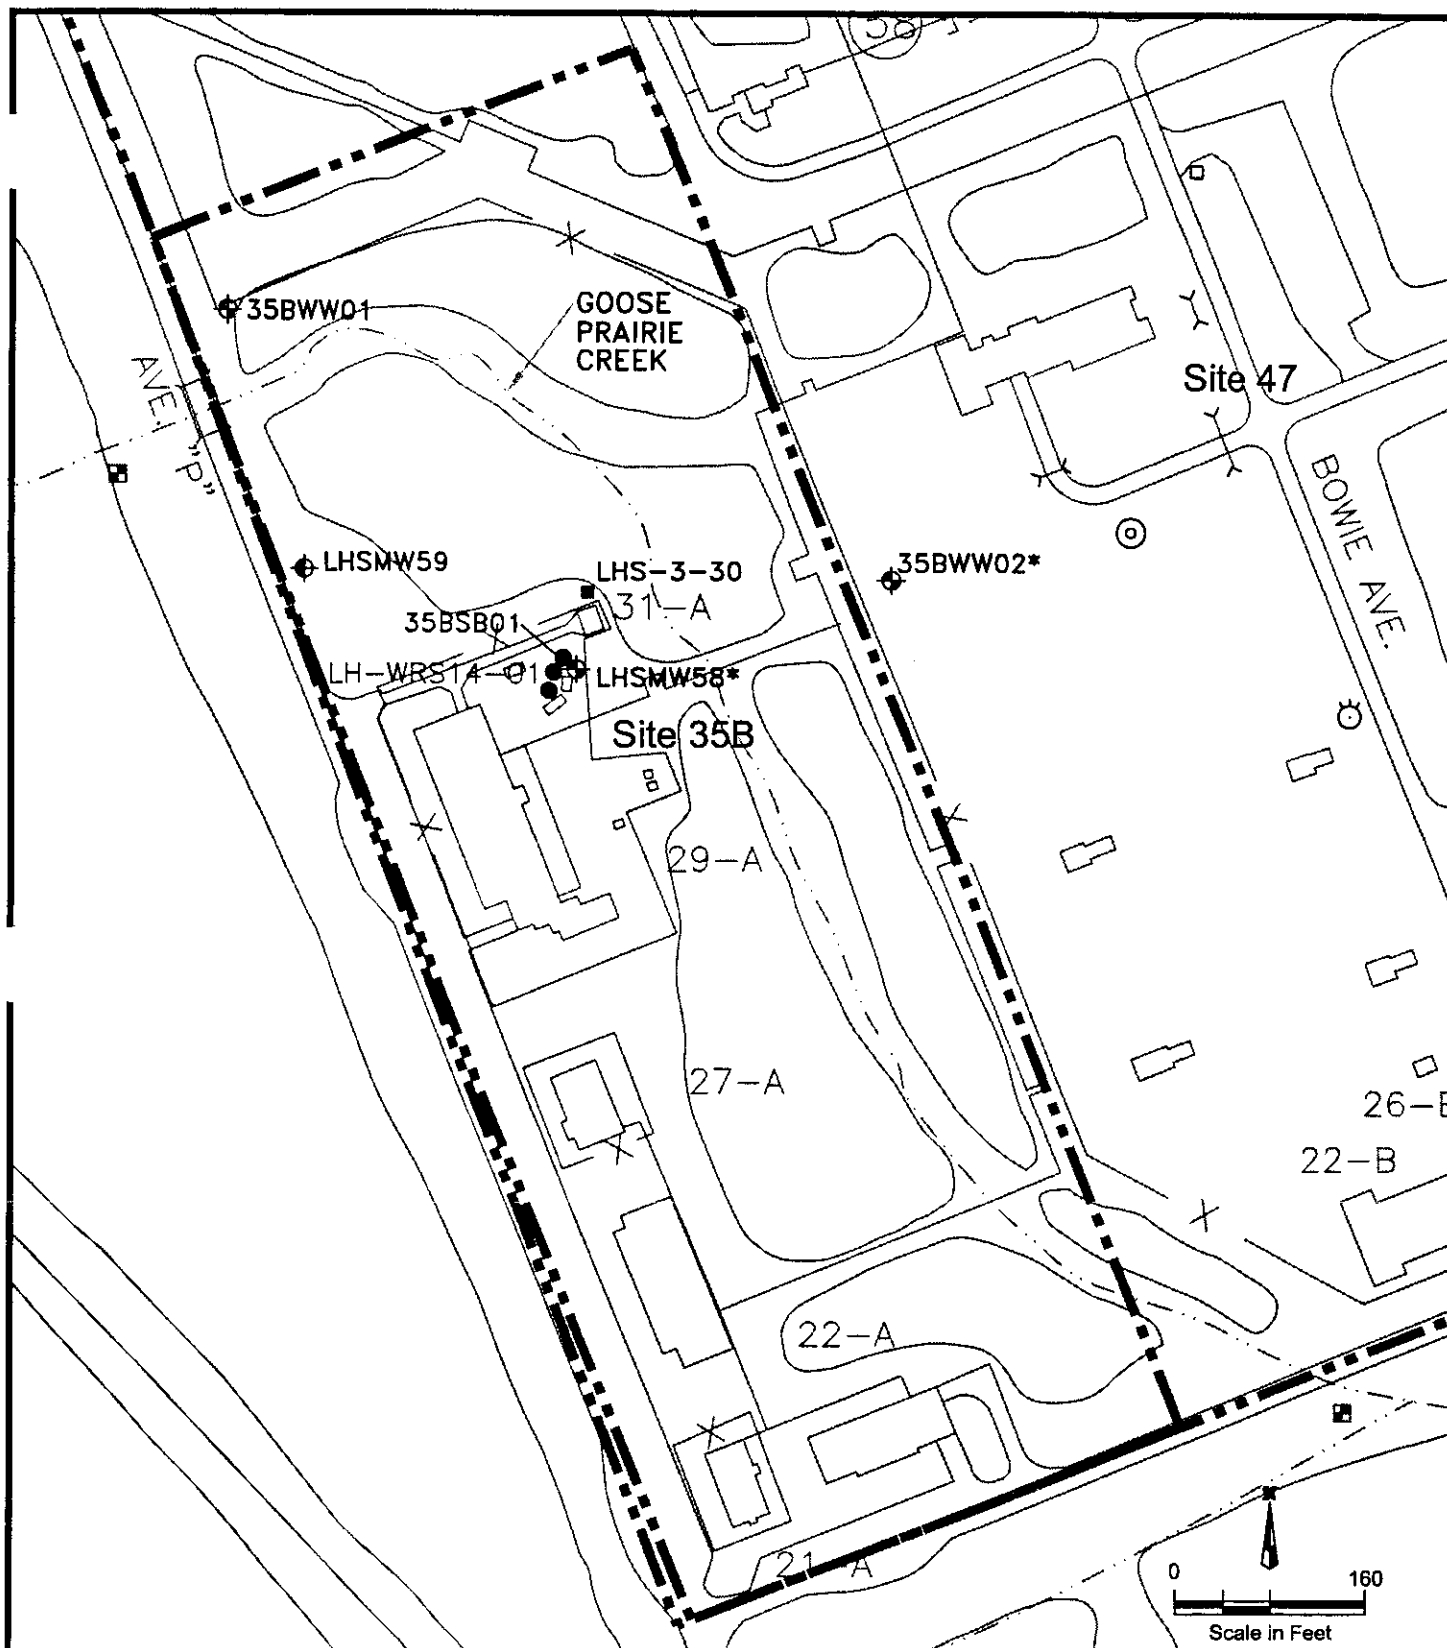 58
35BWW01
GOOSE
PRAIRIE
CREEK
AVE. "P"
Site 47
BOWIE AVE.
LHSMW59
LHS-3-30
35BWW02*
31-A
35BSB01
LH-WRS14-01
LHSMW58*
Site 35B
29-A
27-A
26-B
22-B
22-A
21-A
0 160
Scale in Feet